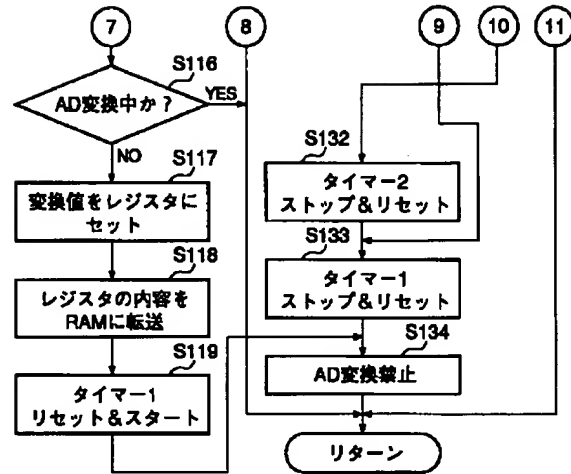 7
8
9
10
11
S116
AD変換中か？
YES
NO
S117
変換値をレジスタに
セット
S118
レジスタの内容を
RAMに転送
S119
タイマー1
リセット＆スタート
S132
タイマー2
ストップ＆リセット
S133
タイマー1
ストップ＆リセット
S134
AD変換禁止
リターン